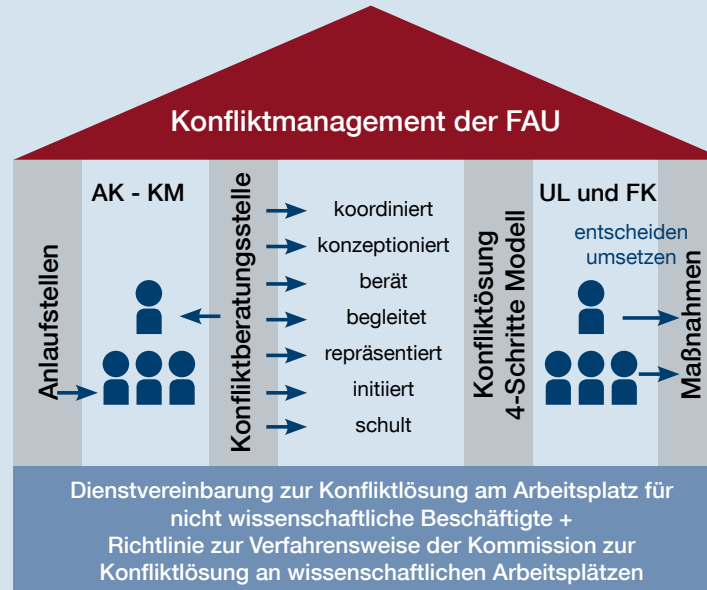 Konfliktmanagement der FAU
Anlaufstellen
AK - KM
Konfliktberatungsstelle
koordiniert
konzeptioniert
berät
begleitet
repräsentiert
initiiert
schult
Konfliktösung
4-Schritte Modell
UL und FK
entscheiden
umsetzen
Maßnahmen
Dienstvereinbarung zur Konfliktlösung am Arbeitsplatz für
nicht wissenschaftliche Beschäftigte +
Richtlinie zur Verfahrensweise der Kommission zur
Konfliktlösung an wissenschaftlichen Arbeitsplätzen